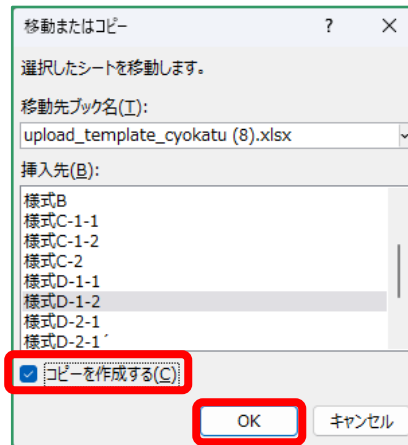 移動またはコピー ? ×
選択したシートを移動します。
移動先ブック名(T):
upload_template_cyokatu (8).xlsx
挿入先(B):
様式B
様式C-1-1
様式C-1-2
様式C-2
様式D-1-1
様式D-1-2
様式D-2-1
様式D-2-1´
コピーを作成する(C)
OK キャンセル